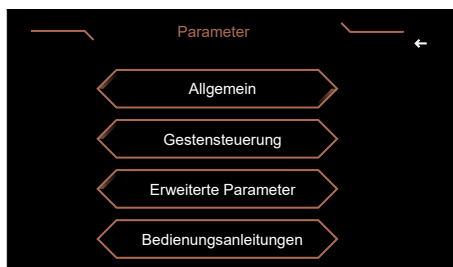 Parameter
Allgemein
Gestensteuerung
Erweiterte Parameter
Bedienungsanleitungen